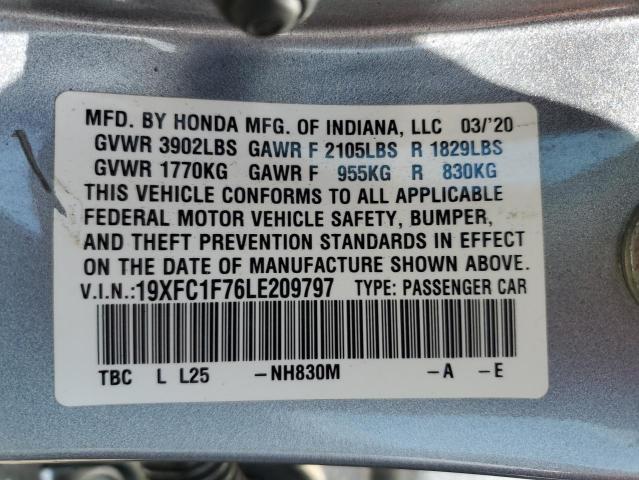 MFD. BY HONDA MFG. OF INDIANA, LLC 03/'20
GVWR 3902LBS GAWR F 2105LBS R 1829LBS
GVWR 1770KG GAWR F 955KG R 830KG
THIS VEHICLE CONFORMS TO ALL APPLICABLE
FEDERAL MOTOR VEHICLE SAFETY, BUMPER,
AND THEFT PREVENTION STANDARDS IN EFFECT
ON THE DATE OF MANUFACTURE SHOWN ABOVE.
V.I.N.:19XFC1F76LE209797 TYPE: PASSENGER CAR
TBC L L25 -NH830M -A -E